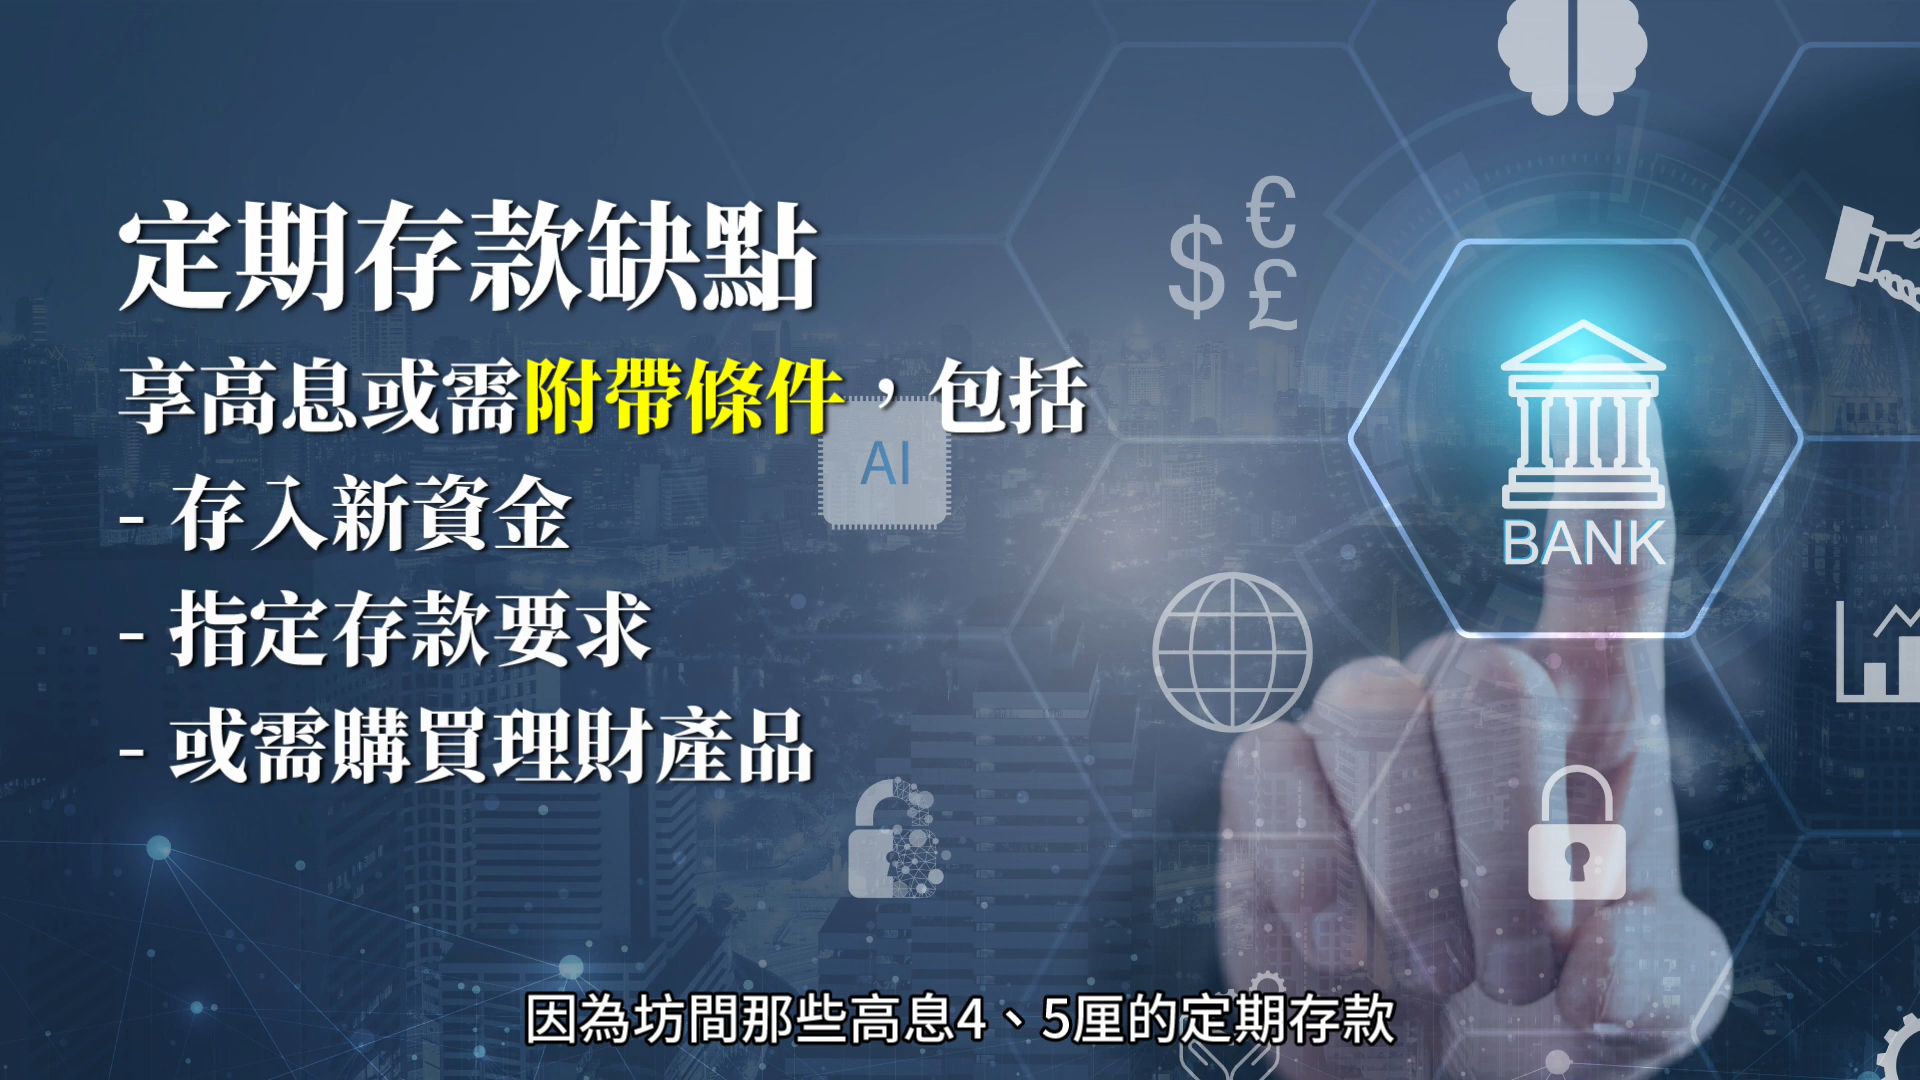 定期存款缺點
享高息或需附帶條件，包括
- 存入新資金
- 指定存款要求
- 或需購買理財產品
$ € £
AI
BANK
因為坊間那些高息4、5厘的定期存款